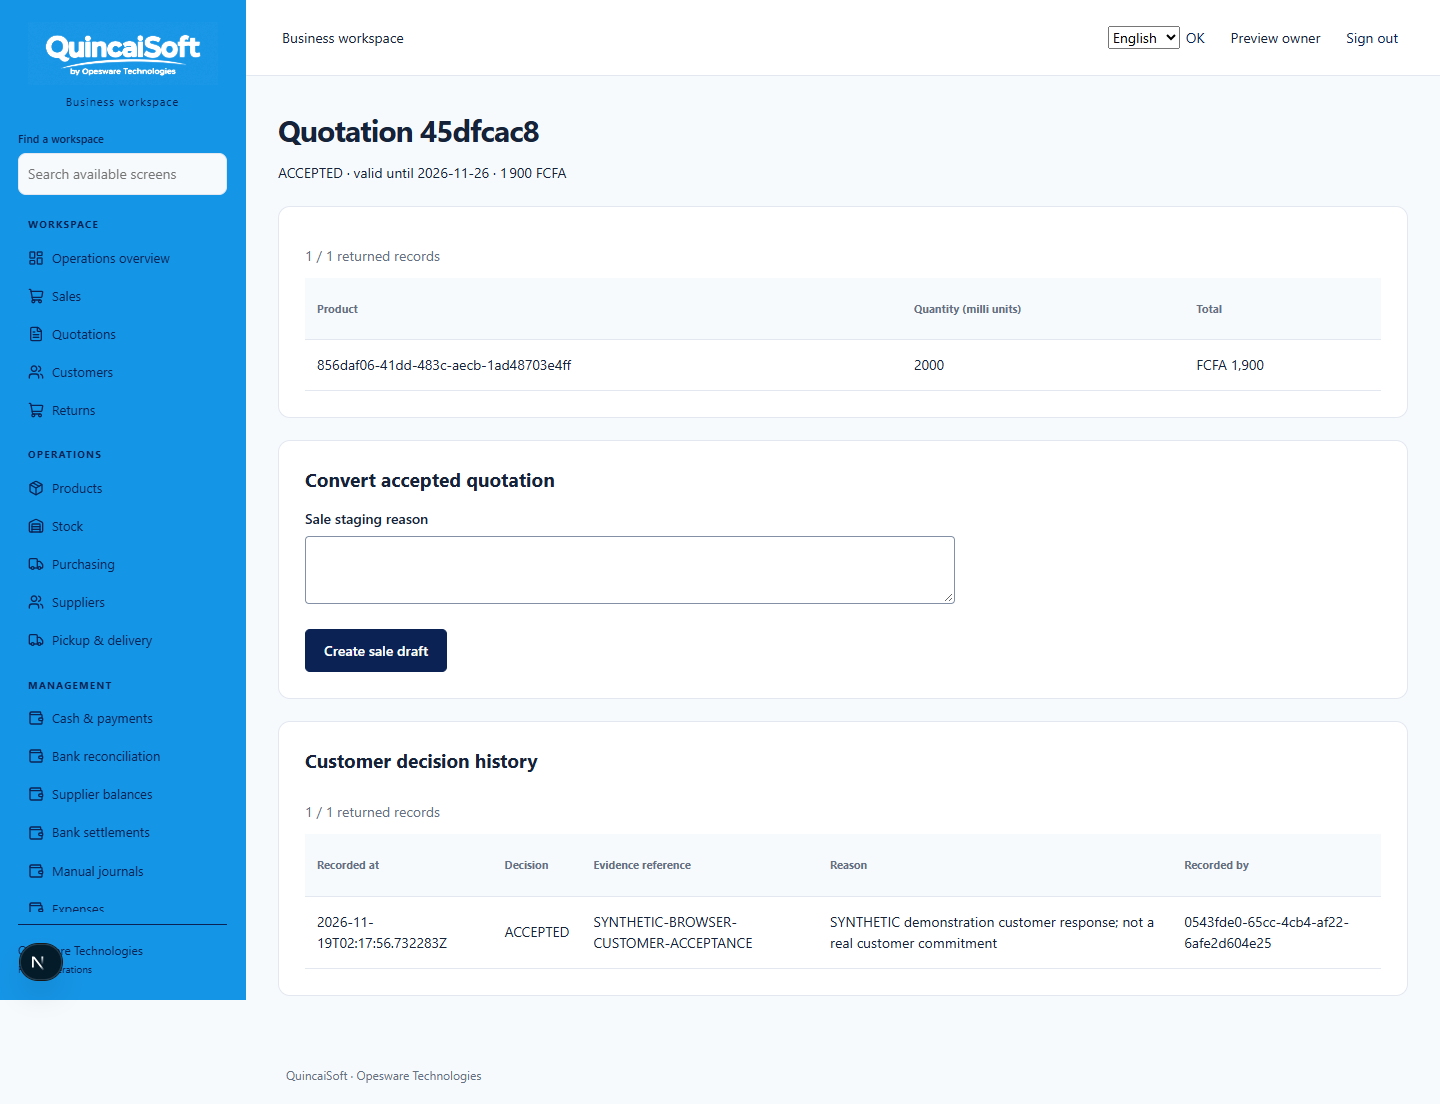 QuincaiSoft
by Opesware Technologies
Business workspace
Find a workspace
Search available screens
WORKSPACE
Operations overview
Sales
Quotations
Customers
Returns
OPERATIONS
Products
Stock
Purchasing
Suppliers
Pickup & delivery
MANAGEMENT
Cash & payments
Bank reconciliation
Supplier balances
Bank settlements
Manual journals
Expenses
Technologies
N
Business workspace
English OK Preview owner Sign out
Quotation 45dfcac8
ACCEPTED · valid until 2026-11-26 · 1 900 FCFA
1 / 1 returned records
Product Quantity (milli units) Total
856daf06-41dd-483c-aecb-1ad48703e4ff 2000 FCFA 1,900
Convert accepted quotation
Sale staging reason
Create sale draft
Customer decision history
1 / 1 returned records
Recorded at Decision Evidence reference Reason Recorded by
2026-11-19T02:17:56.732283Z ACCEPTED SYNTHETIC-BROWSER-CUSTOMER-ACCEPTANCE SYNTHETIC demonstration customer response; not a real customer commitment 0543fde0-65cc-4cb4-af22-6afe2d604e25
QuincaiSoft · Opesware Technologies